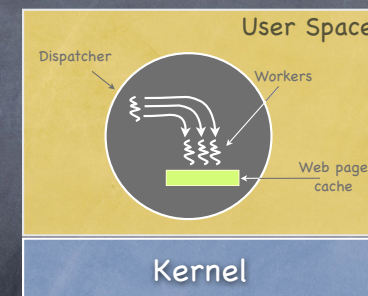 User Space
Dispatcher
Workers
Web page
cache
Kernel